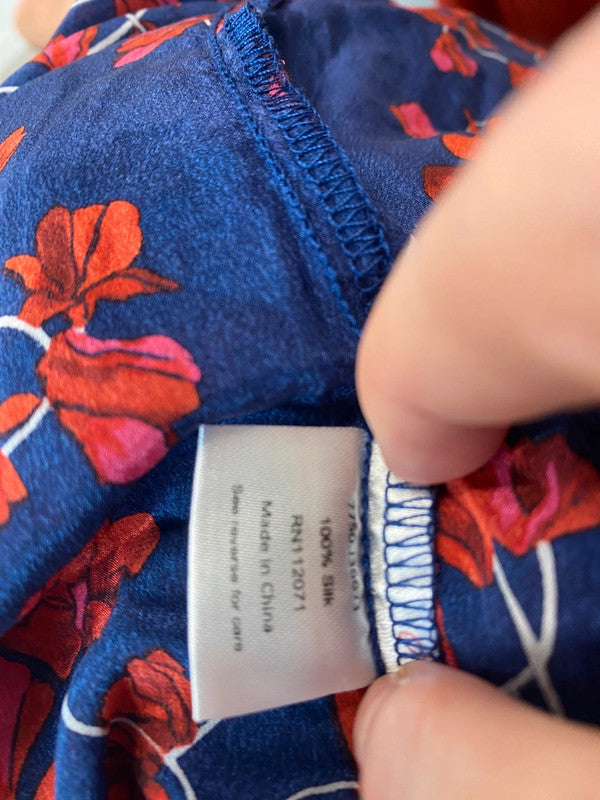 100% Silk
RN112071
Made in China
See reverse for care